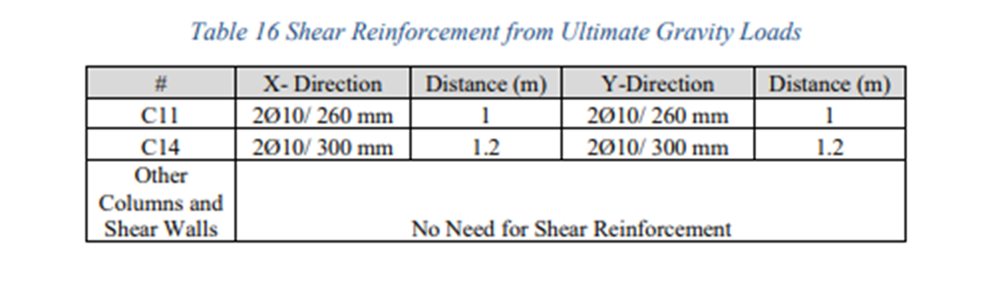 Table 16 Shear Reinforcement from Ultimate Gravity Loads
# X- Direction Distance (m) Y-Direction Distance (m)
C11 2Ø10/ 260 mm 1 2Ø10/ 260 mm 1
C14 2Ø10/ 300 mm 1.2 2Ø10/ 300 mm 1.2
Other
Columns and
Shear Walls No Need for Shear Reinforcement